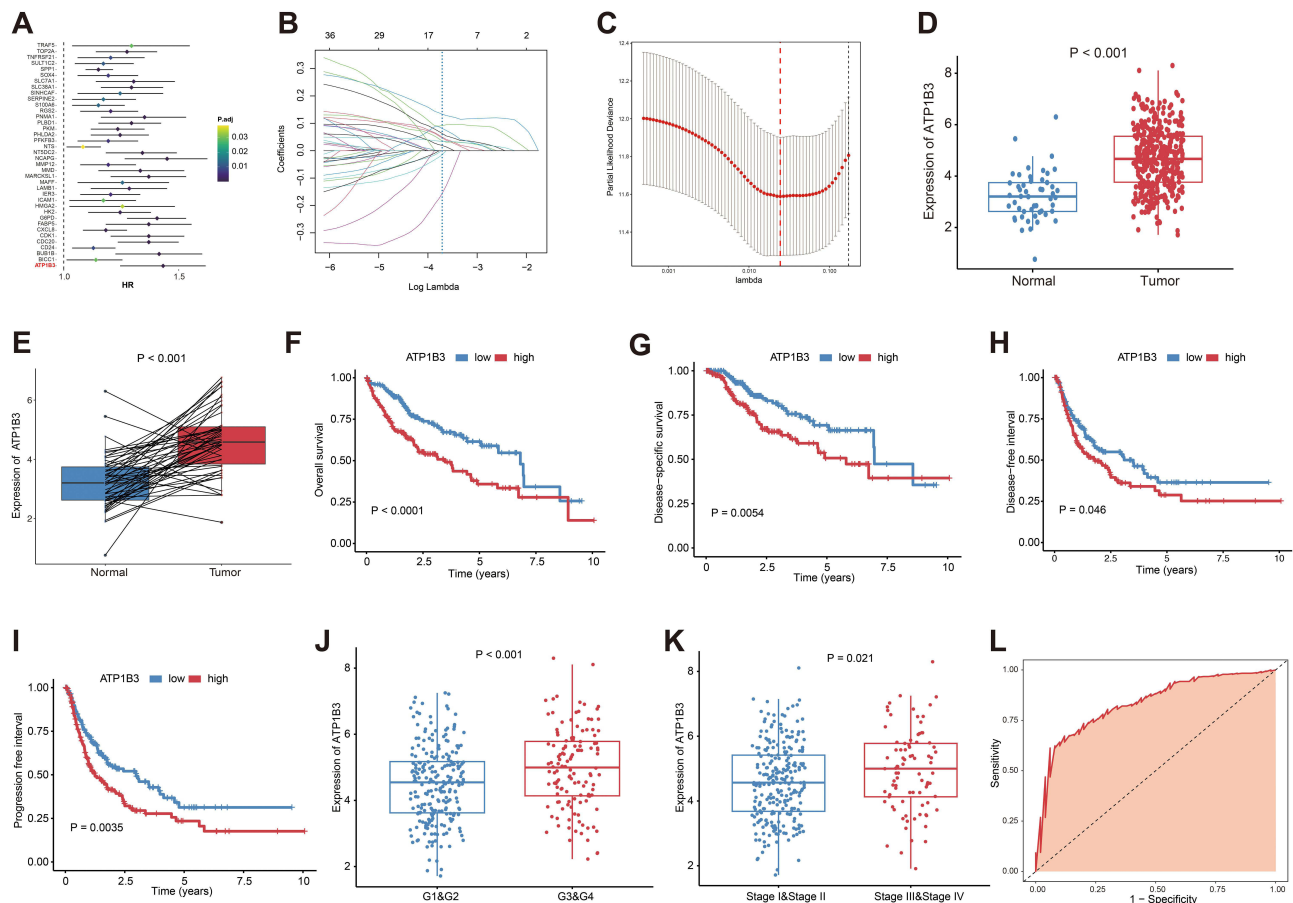 A
TRAF5
TOP2A
TNFRSF21
SULT1C2
SPP1
SOX4
SLC7A1
SLC38A1
SINHCAF
SERPINE2
S100A6
RGS2
PNMA1
PLBD1
PKM
PHLDA2
PFKFB3
NTS
NT5DC2
NCAPG
MMP12
MMD
MARCKSL1
MAFF
LAMB1
IER3
ICAM1
HMGA2
HK2
G6PD
FABP5
CXCL8
CDK1
CDC20
CD24
BUB1B
BICC1
ATP1B3
1.0 1.5
HR
P.adj
0.03
0.02
0.01
B
36 29 17 7 2
Coefficients
0.3
0.2
0.1
0.0
−0.1
−0.2
−0.3
−6 −5 −4 −3 −2
Log Lambda
C
Partial Likelihood Deviance
12.4
12.0
11.8
11.6
11.4
0.001 0.010 0.100
lambda
D
P < 0.001
Expression of ATP1B3
8
6
4
2
Normal Tumor
E
P < 0.001
Expression of ATP1B3
6
4
2
Normal Tumor
F
ATP1B3 low high
Overall survival
1.00
0.75
0.50
0.25
0.00
P < 0.0001
0 2.5 5 7.5 10
Time (years)
G
ATP1B3 low high
Disease−specific survival
1.00
0.75
0.50
0.25
0.00
P = 0.0054
0 2.5 5 7.5 10
Time (years)
H
ATP1B3 low high
Disease−free interval
1.00
0.75
0.50
0.25
0.00
P = 0.046
0 2.5 5 7.5 10
Time (years)
I
ATP1B3 low high
Progression free interval
1.00
0.75
0.50
0.25
0.00
P = 0.0035
0 2.5 5 7.5 10
Time (years)
J
P < 0.001
Expression of ATP1B3
8
6
4
2
G1&G2 G3&G4
K
P = 0.021
Expression of ATP1B3
8
6
4
2
Stage I&Stage II Stage III&Stage IV
L
Sensitivity
1.00
0.75
0.50
0.25
0.00
0.00 0.25 0.50 0.75 1.00
1 − Specificity